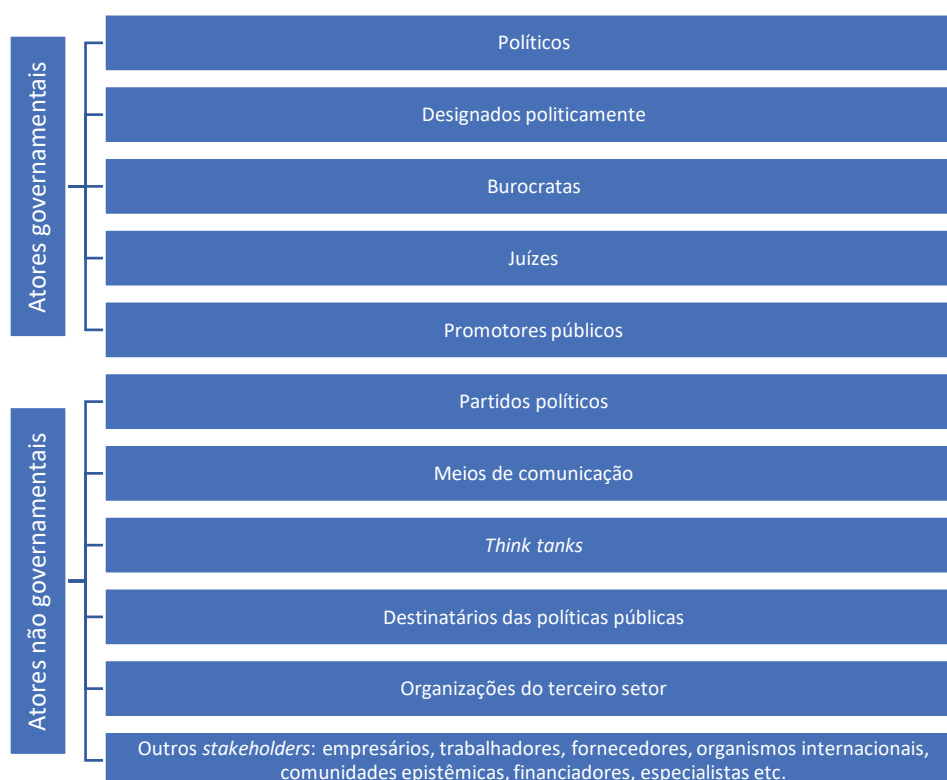 Atores governamentais
Políticos
Designados politicamente
Burocratas
Juízes
Promotores públicos
Atores não governamentais
Partidos políticos
Meios de comunicação
Think tanks
Destinatários das políticas públicas
Organizações do terceiro setor
Outros stakeholders: empresários, trabalhadores, fornecedores, organismos internacionais,
comunidades epistêmicas, financiadores, especialistas etc.